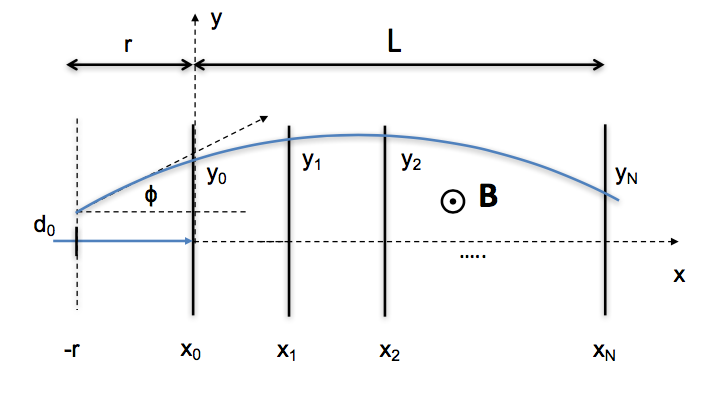 y
r L
y₀ y₁ y₂ yN
ϕ B
d₀
.....
x
-r x₀ x₁ x₂ xN